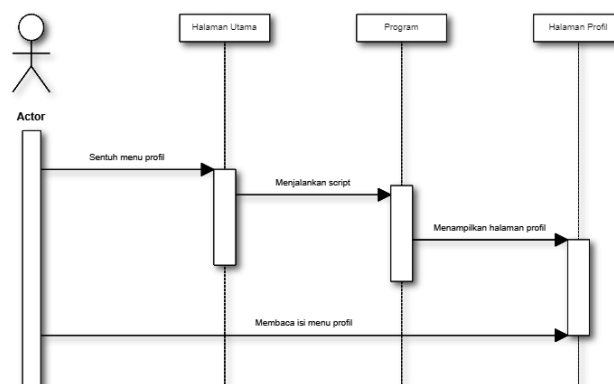 Halaman Utama
Program
Halaman Profil
Actor
Sentuh menu profil
Menjalankan script
Menampilkan halaman profil
Membaca isi menu profil